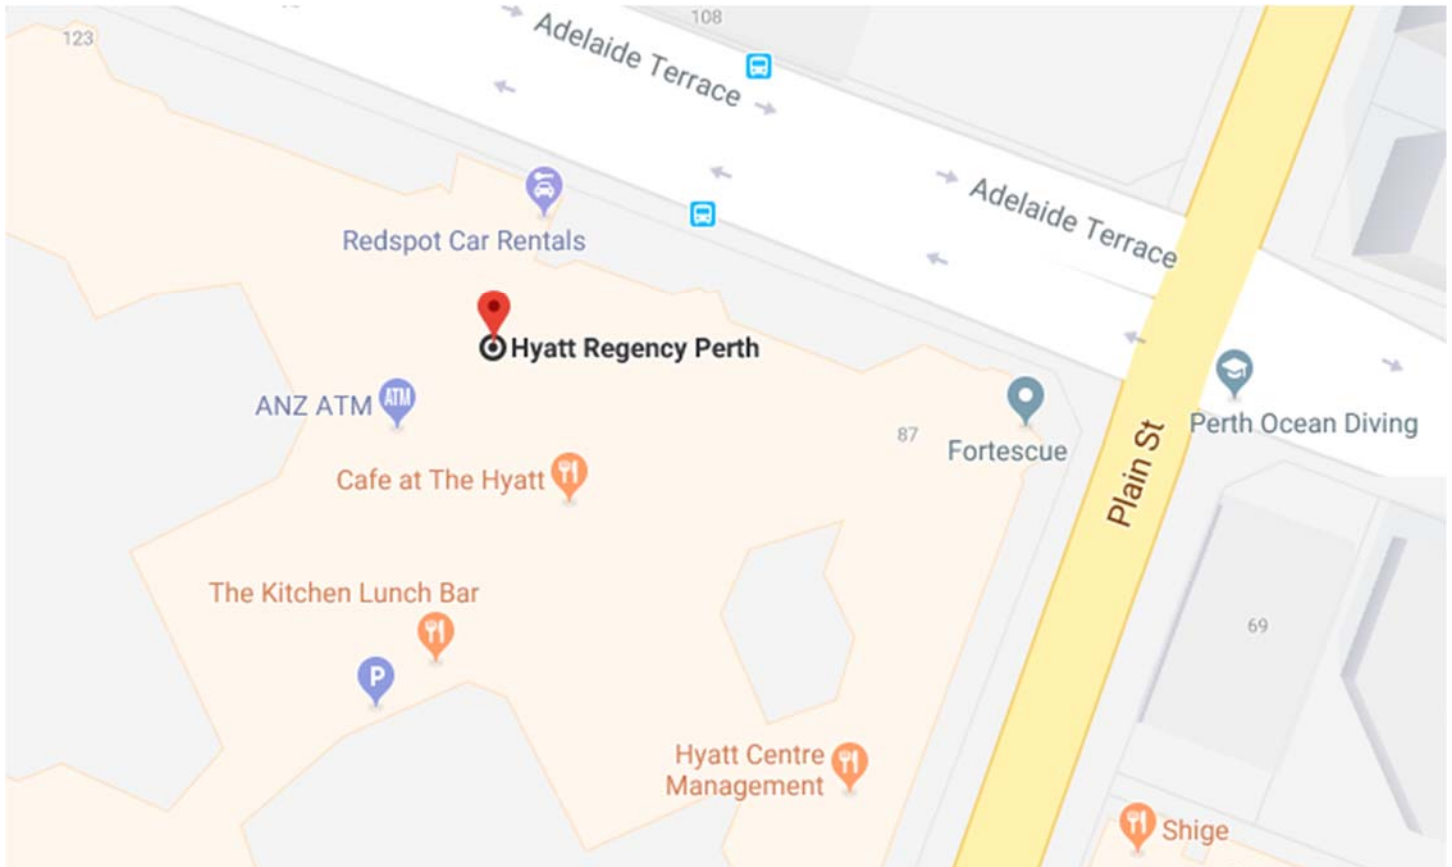 108
Adelaide Terrace
123
Adelaide Terrace
Redspot Car Rentals
Hyatt Regency Perth
ANZ ATM
ATM
87
Fortescue
Perth Ocean Diving
Plain St
Cafe at The Hyatt
The Kitchen Lunch Bar
69
P
Hyatt Centre
Management
Shige